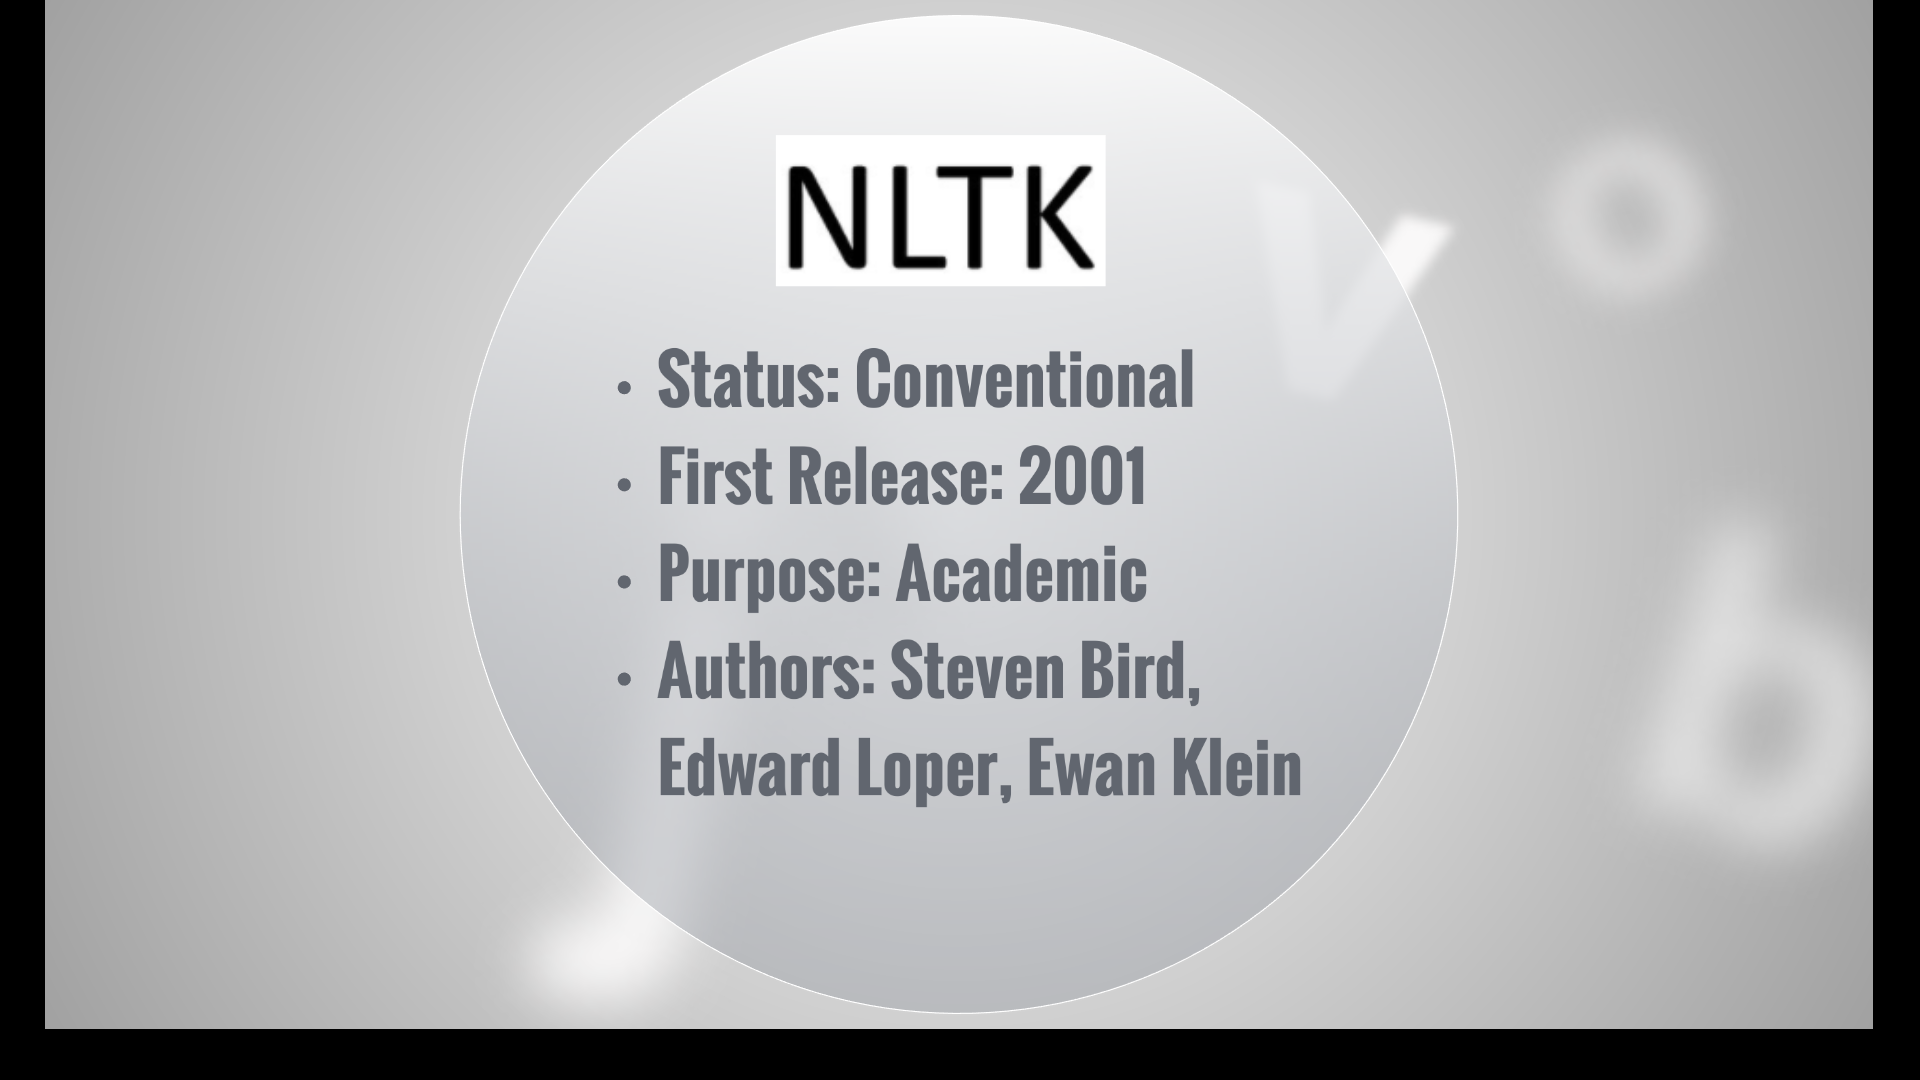 NLTK
• Status: Conventional
• First Release: 2001
• Purpose: Academic
• Authors: Steven Bird,
Edward Loper, Ewan Klein
v
o
b